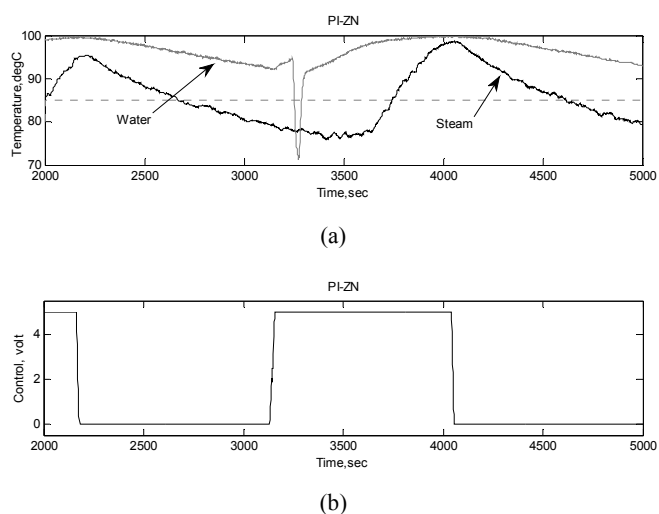 PI-ZN
100
90
80
70
Temperature,degC
Water
Steam
2000 2500 3000 3500 4000 4500 5000
Time,sec
(a)
PI-ZN
4
2
0
Control, volt
2000 2500 3000 3500 4000 4500 5000
Time,sec
(b)